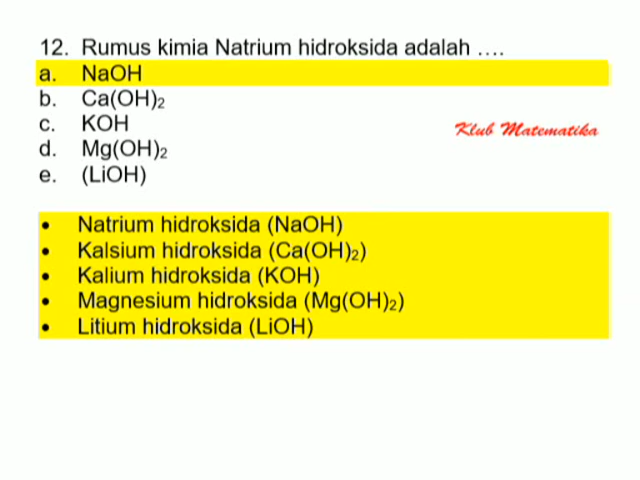 12. Rumus kimia Natrium hidroksida adalah ….
a. NaOH
b. Ca(OH)₂
c. KOH
Klub Matematika
d. Mg(OH)₂
e. (LiOH)
• Natrium hidroksida (NaOH)
• Kalsium hidroksida (Ca(OH)₂)
• Kalium hidroksida (KOH)
• Magnesium hidroksida (Mg(OH)₂)
• Litium hidroksida (LiOH)